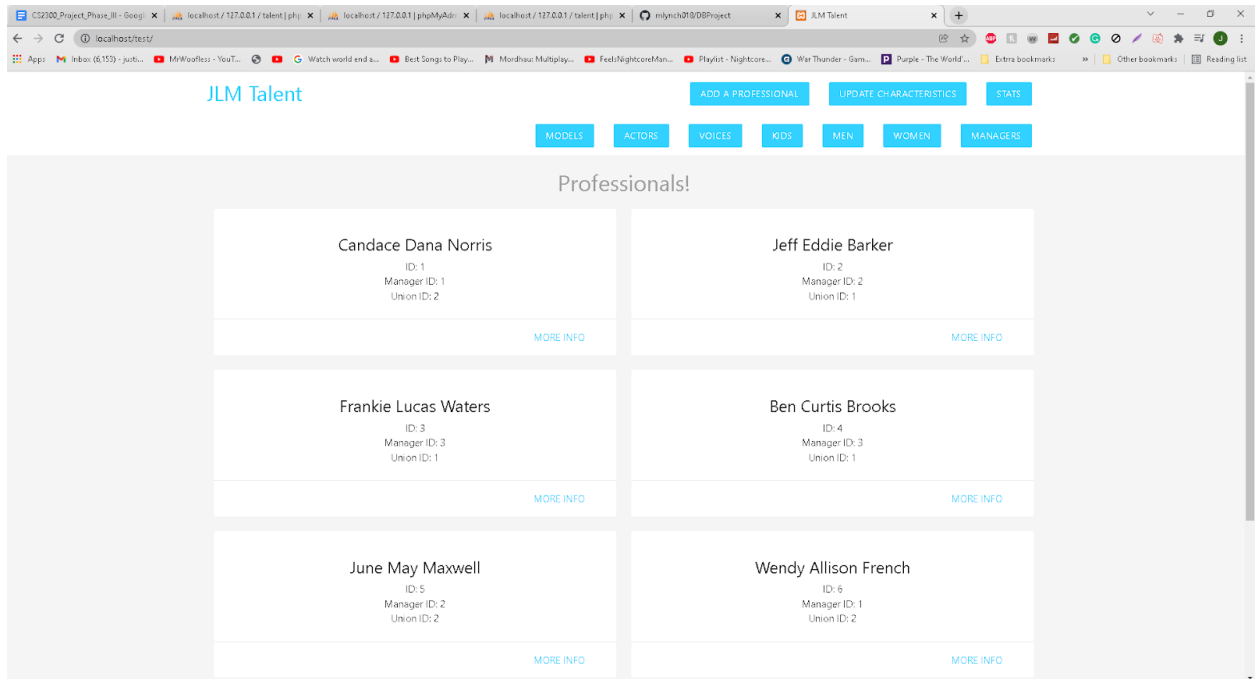 CS2300_Project_Phase_III - Googl
localhost / 127.0.0.1 / talent | php
localhost / 127.0.0.1 | phpMyAdm
localhost / 127.0.0.1 / talent | php
mlynch018/DBProject
JLM Talent
localhost/test/
Apps
Inbox (6,153) - justi...
MrWoofless - YouT...
Watch world end a...
Best Songs to Play...
Mordhau: Multiplay...
FeelsNightcoreMan...
Playlist - Nightcore...
War Thunder - Gam...
Purple - The World'...
Extrra bookmarks
»
Other bookmarks
Reading list
JLM Talent
ADD A PROFESSIONAL
UPDATE CHARACTERISTICS
STATS
MODELS
ACTORS
VOICES
KIDS
MEN
WOMEN
MANAGERS
Professionals!
Candace Dana Norris
ID: 1
Manager ID: 1
Union ID: 2
MORE INFO
Jeff Eddie Barker
ID: 2
Manager ID: 2
Union ID: 1
MORE INFO
Frankie Lucas Waters
ID: 3
Manager ID: 3
Union ID: 1
MORE INFO
Ben Curtis Brooks
ID: 4
Manager ID: 3
Union ID: 1
MORE INFO
June May Maxwell
ID: 5
Manager ID: 2
Union ID: 2
MORE INFO
Wendy Allison French
ID: 6
Manager ID: 1
Union ID: 2
MORE INFO